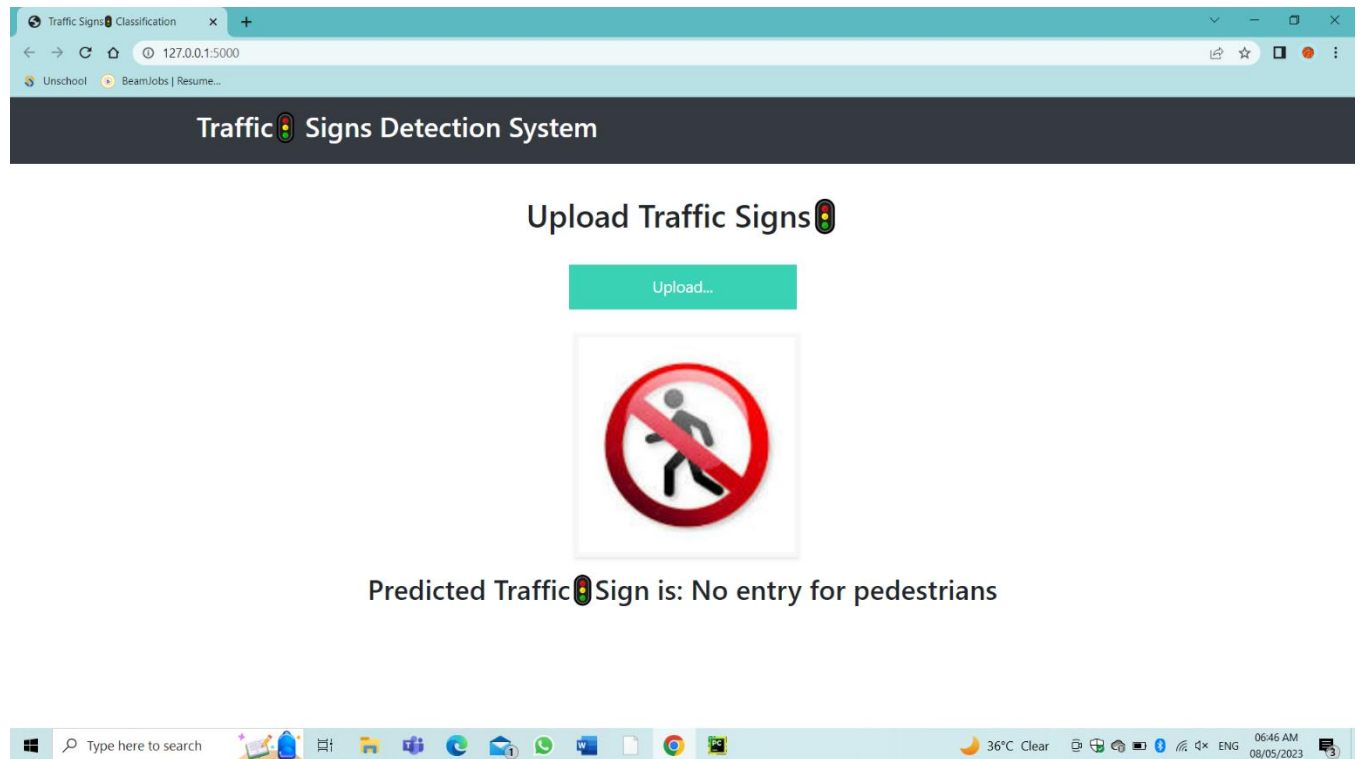 Traffic Signs🚦 Classification
127.0.0.1:5000
Unschool
BeamJobs | Resume...
Traffic🚦 Signs Detection System
Upload Traffic Signs🚦
Upload...
Predicted Traffic🚦Sign is: No entry for pedestrians
Type here to search
36°C Clear
ENG
06:46 AM
08/05/2023